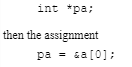 int *pa;
then the assignment
pa = &a[0];